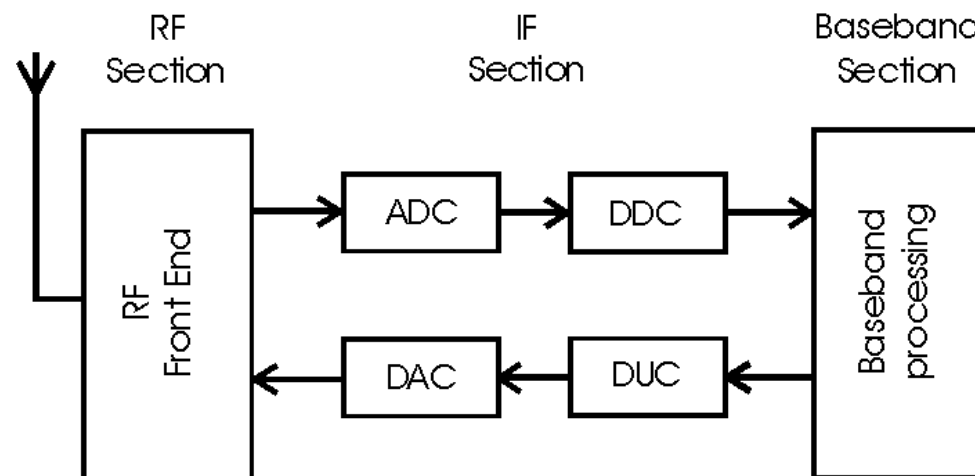 RF
Section
IF
Section
Baseband
Section
RF
Front End
ADC
DDC
DAC
DUC
Baseband
processing